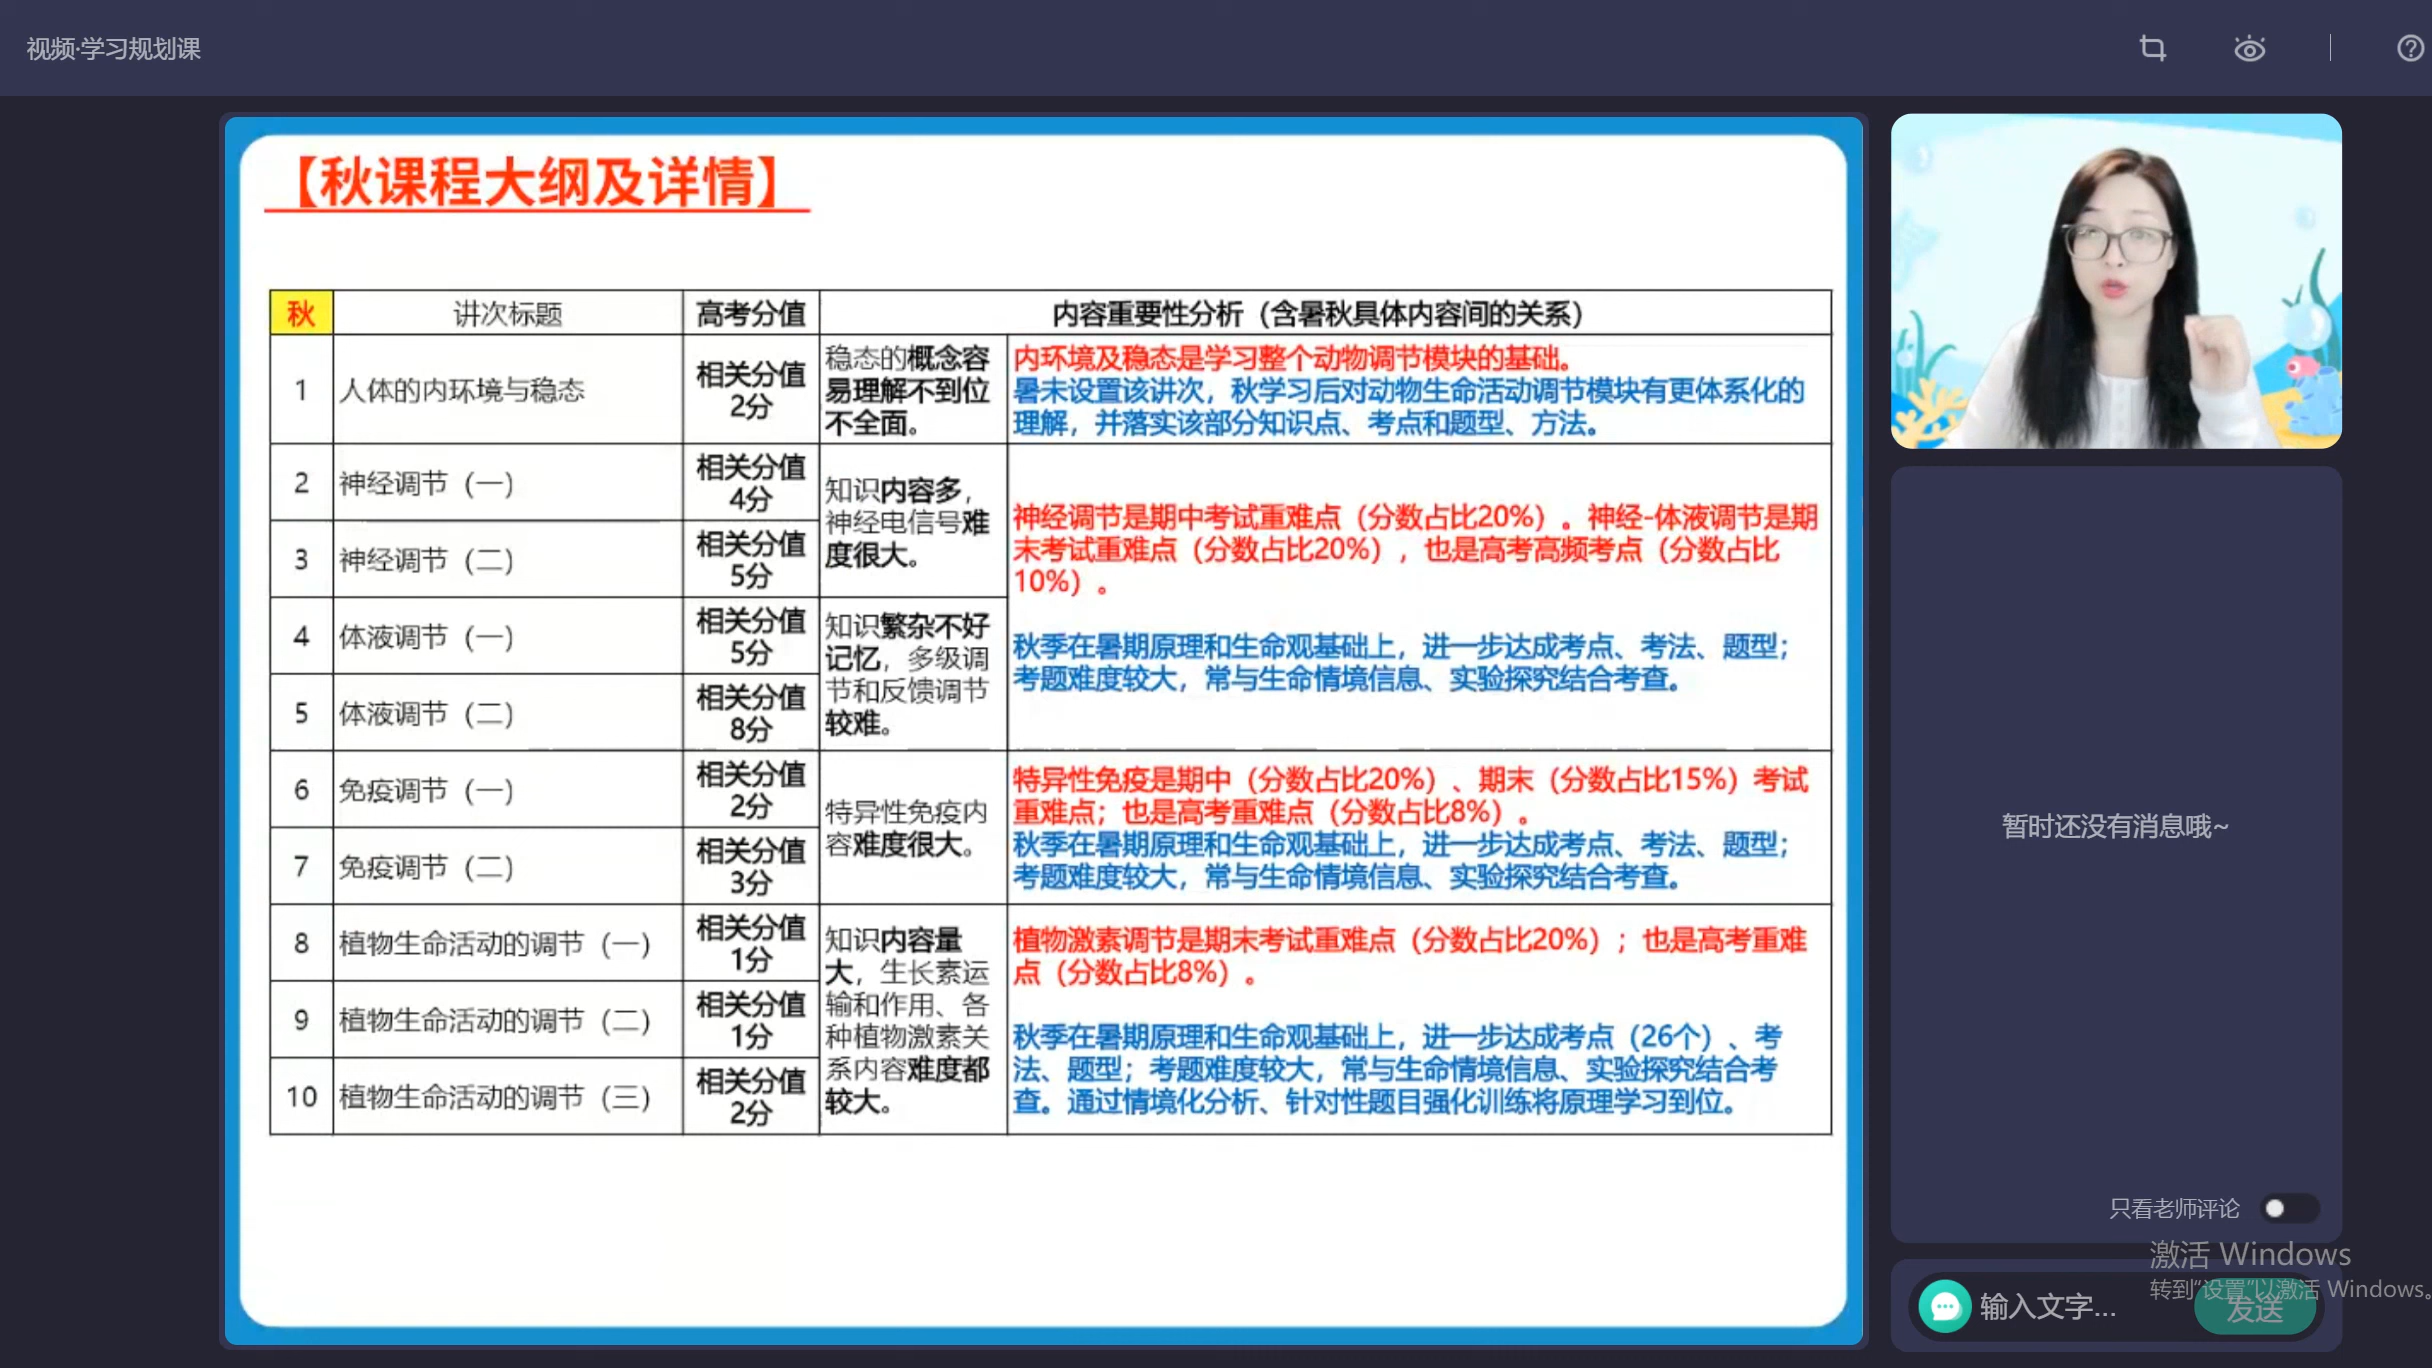 视频·学习规划课
【秋课程大纲及详情】
秋
讲次标题
高考分值
内容重要性分析（含暑秋具体内容间的关系）
1
人体的内环境与稳态
相关分值
2分
稳态的概念容
易理解不到位
不全面。
内环境及稳态是学习整个动物调节模块的基础。
暑未设置该讲次，秋学习后对动物生命活动调节模块有更体系化的
理解，并落实该部分知识点、考点和题型、方法。
2
神经调节（一）
相关分值
4分
知识内容多，
神经电信号难
度很大。
神经调节是期中考试重难点（分数占比20%）。神经-体液调节是期
末考试重难点（分数占比20%），也是高考高频考点（分数占比
10%）。
秋季在暑期原理和生命观基础上，进一步达成考点、考法、题型；
考题难度较大，常与生命情境信息、实验探究结合考查。
3
神经调节（二）
相关分值
5分
4
体液调节（一）
相关分值
5分
知识繁杂不好
记忆，多级调
节和反馈调节
较难。
5
体液调节（二）
相关分值
8分
6
免疫调节（一）
相关分值
2分
特异性免疫内
容难度很大。
特异性免疫是期中（分数占比20%）、期末（分数占比15%）考试
重难点；也是高考重难点（分数占比8%）。
秋季在暑期原理和生命观基础上，进一步达成考点、考法、题型；
考题难度较大，常与生命情境信息、实验探究结合考查。
7
免疫调节（二）
相关分值
3分
8
植物生命活动的调节（一）
相关分值
1分
知识内容量
大，生长素运
输和作用、各
种植物激素关
系内容难度都
较大。
植物激素调节是期末考试重难点（分数占比20%）；也是高考重难
点（分数占比8%）。
秋季在暑期原理和生命观基础上，进一步达成考点（26个）、考
法、题型；考题难度较大，常与生命情境信息、实验探究结合考
查。通过情境化分析、针对性题目强化训练将原理学习到位。
9
植物生命活动的调节（二）
相关分值
1分
10
植物生命活动的调节（三）
相关分值
2分
暂时还没有消息哦~
只看老师评论
激活 Windows
转到“设置”以激活 Windows。
输入文字...
发送